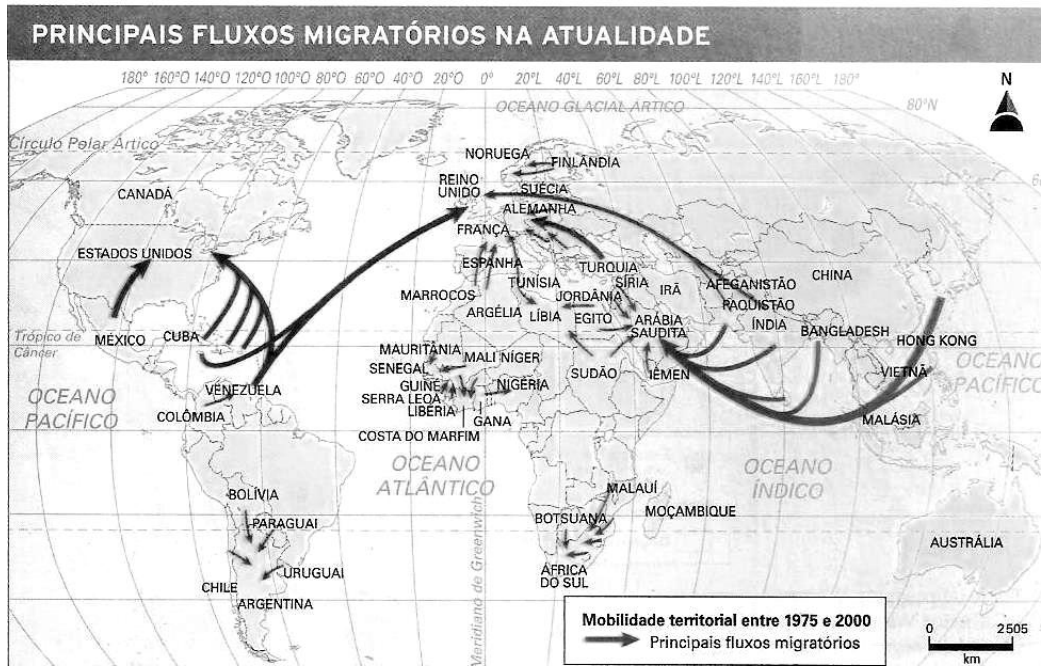 PRINCIPAIS FLUXOS MIGRATÓRIOS NA ATUALIDADE
180° 160°O 140°O 120°O 100°O 80°O 60°O 40°O 20°O 0° 20°L 40°L 60°L 80°L 100°L 120°L 140°L 160°L 180°
N
OCEANO GLACIAL ÁRTICO
80°N
Círculo Polar Ártico
NORUEGA
FINLÂNDIA
REINO
UNIDO
SUÉCIA
CANADÁ
ALEMANHA
FRANÇA
ESTADOS UNIDOS
ESPANHA
TURQUIA
CHINA
TUNÍSIA
SÍRIA
IRÃ
AFEGANISTÃO
MARROCOS
JORDÂNIA
PAQUISTÃO
ARGÉLIA
LÍBIA
EGITO
ARÁBIA
SAUDITA
ÍNDIA
BANGLADESH
HONG KONG
Trópico de
Câncer
MÉXICO
CUBA
MAURITÂNIA
MALI NÍGER
SENEGAL
SUDÃO
IÊMEN
VIETNÃ
OCEANO
PACÍFICO
OCEANO
PACÍFICO
VENEZUELA
GUINÉ
NIGÉRIA
SERRA LEOA
COLÔMBIA
LIBÉRIA
GANA
MALÁSIA
COSTA DO MARFIM
OCEANO
ATLÂNTICO
OCEANO
ÍNDICO
BOLÍVIA
MALAUÍ
MOÇAMBIQUE
PARAGUAI
BOTSUANA
AUSTRÁLIA
URUGUAI
ÁFRICA
DO SUL
CHILE
ARGENTINA
Meridiano de Greenwich
Mobilidade territorial entre 1975 e 2000
Principais fluxos migratórios
0 2505
km